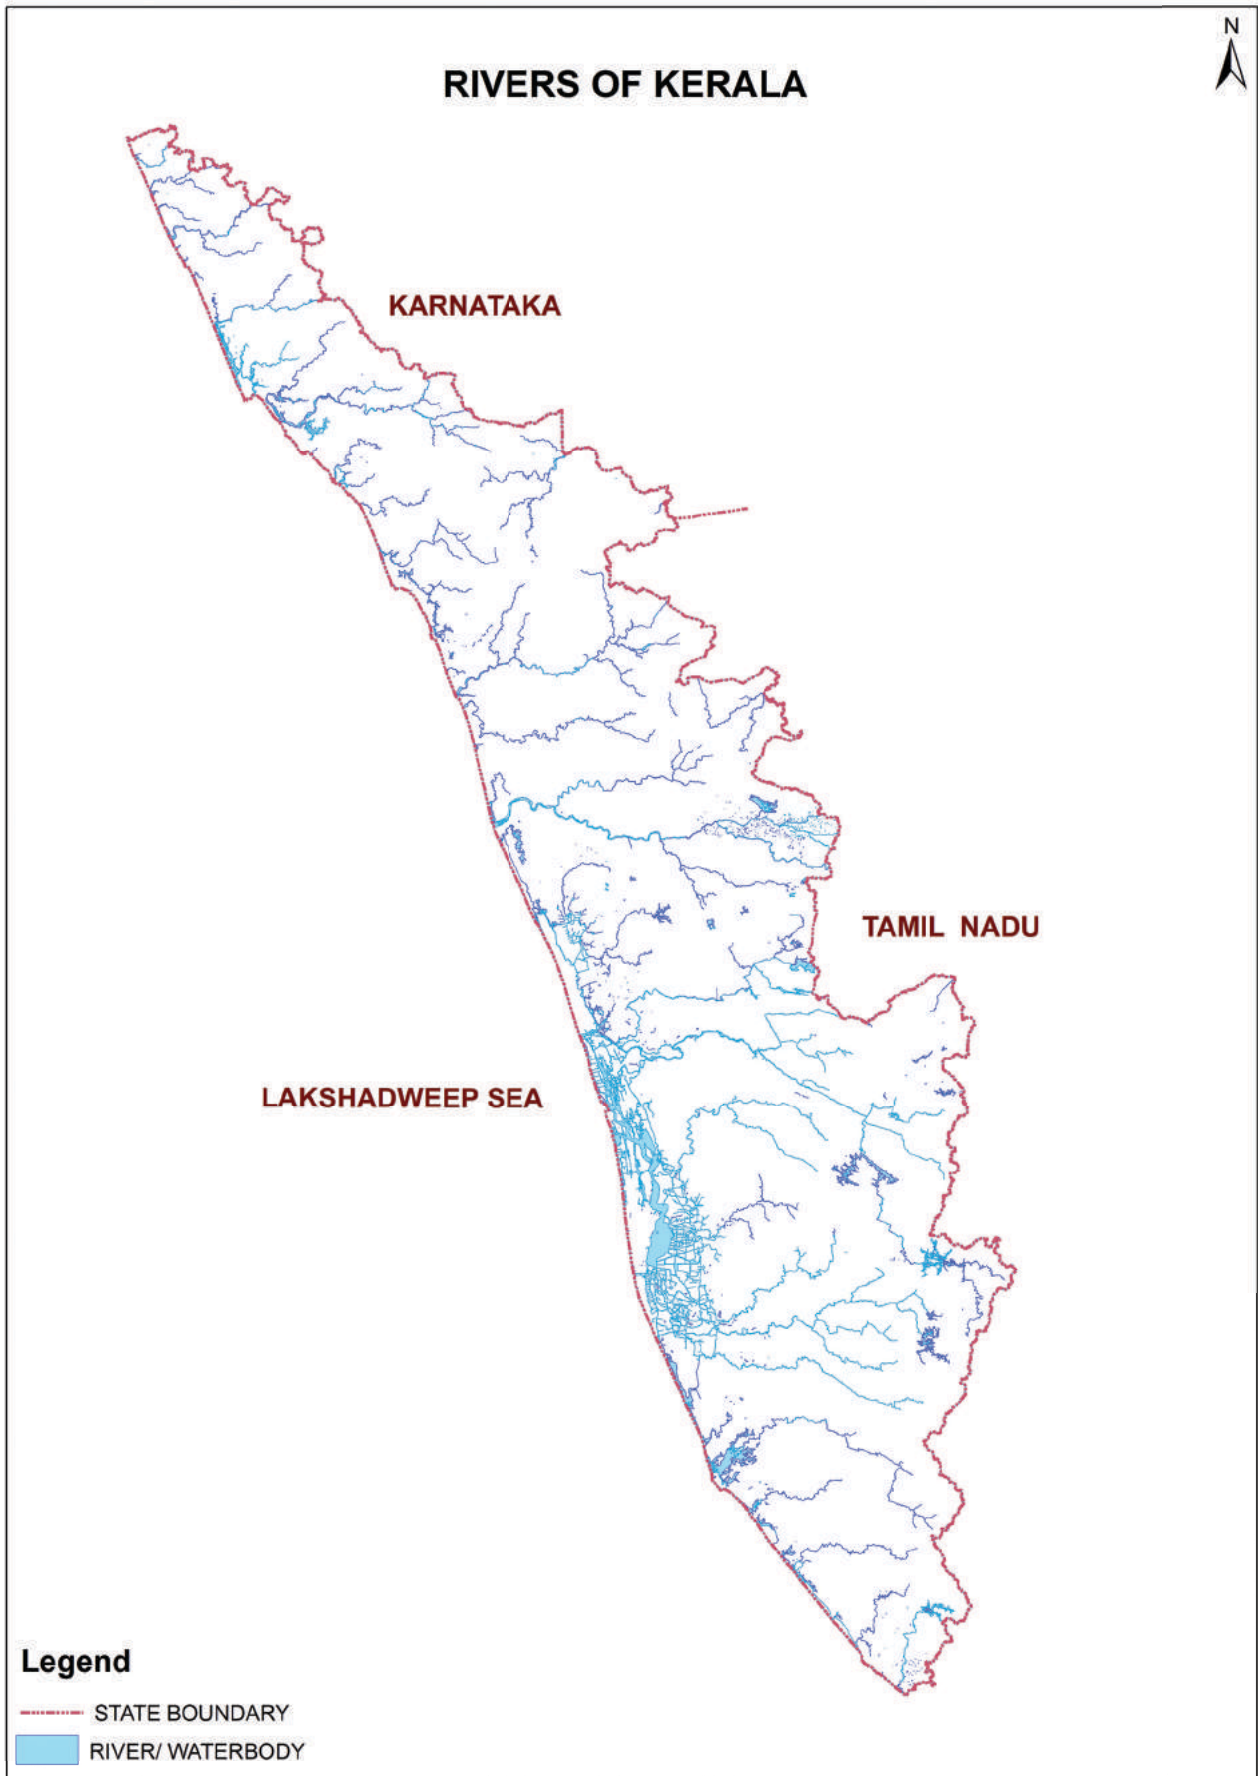 N
RIVERS OF KERALA
KARNATAKA
TAMIL NADU
LAKSHADWEEP SEA
Legend
STATE BOUNDARY
RIVER/ WATERBODY